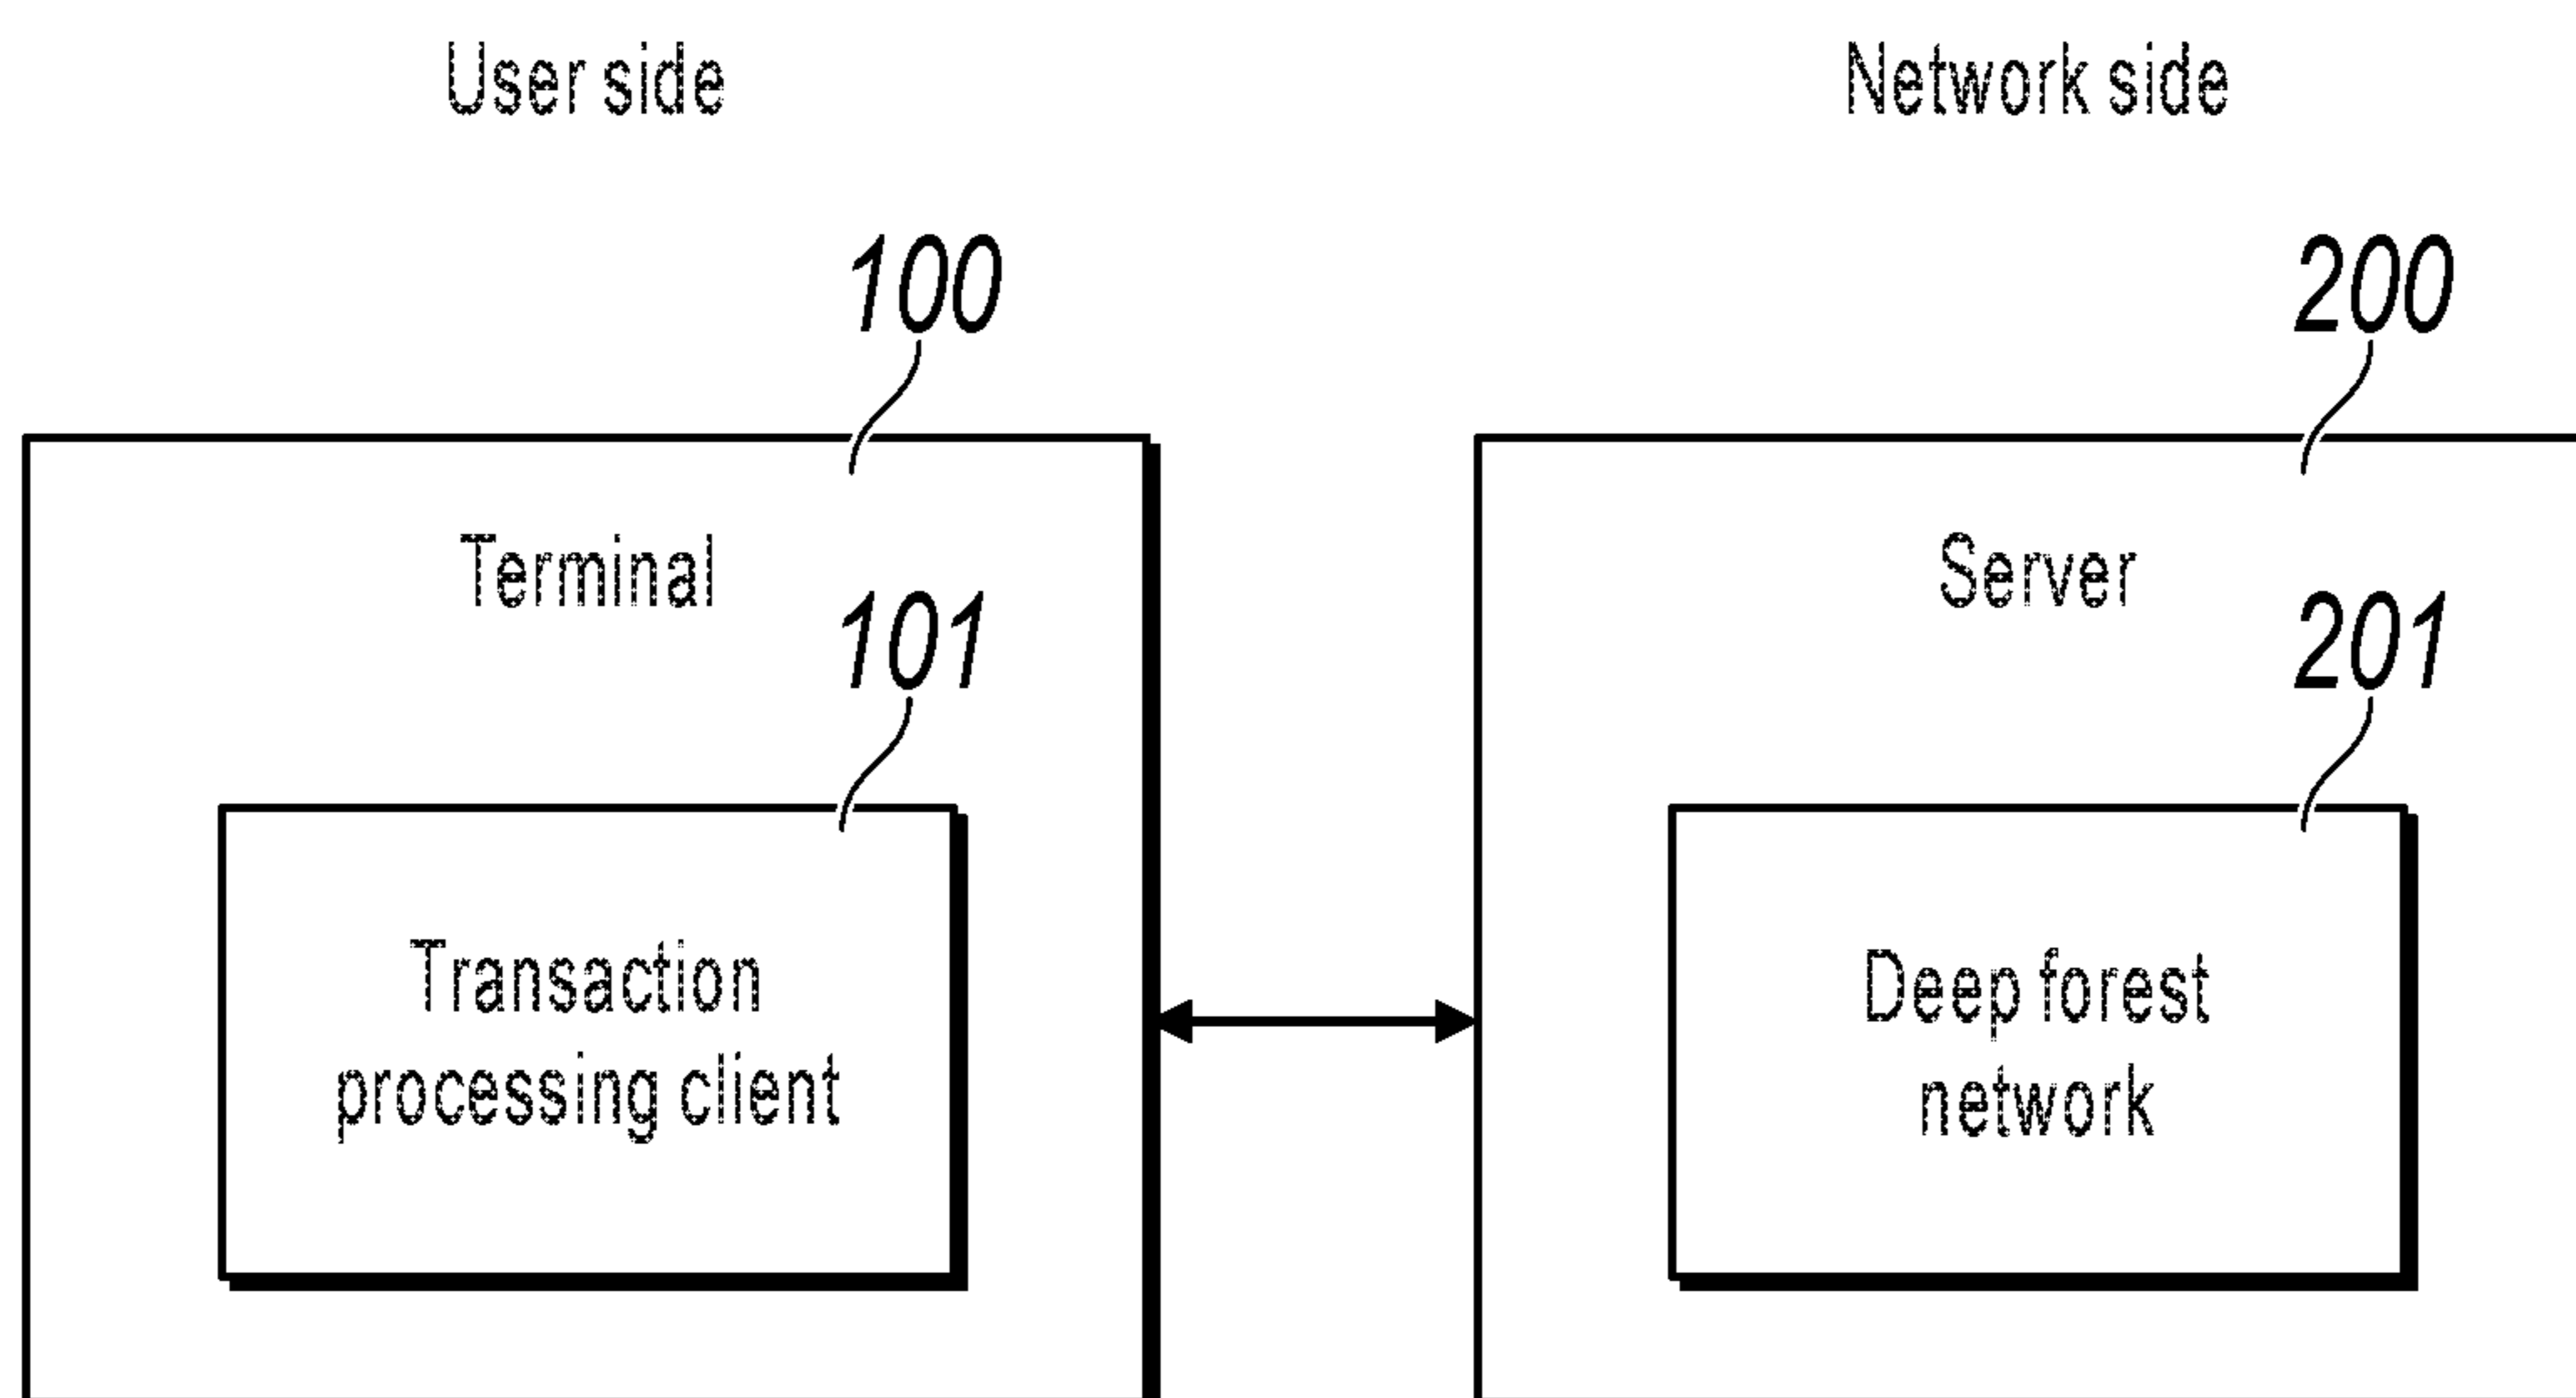 User side
Network side
100
200
Terminal
Server
101
201
Transaction
processing client
Deep forest
network